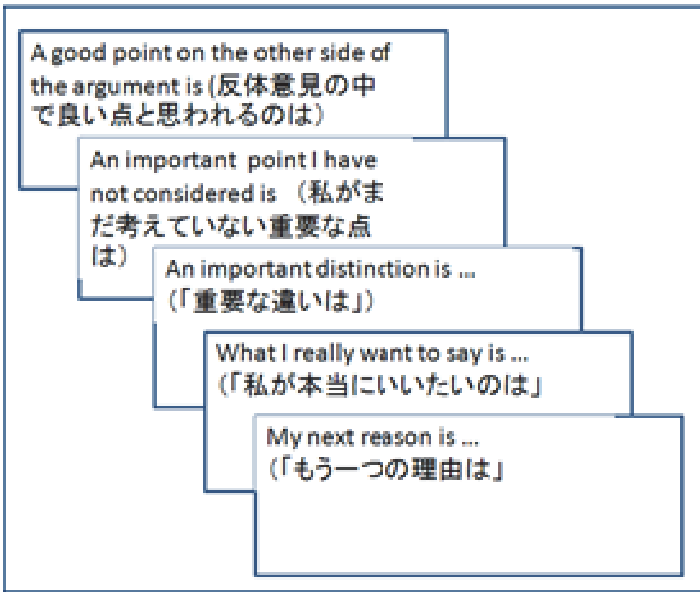 A good point on the other side of
the argument is (反体意見の中
で良い点と思われるのは)
An important point I have
not considered is （私がま
だ考えていない重要な点
は）
An important distinction is ...
(「重要な違いは」)
What I really want to say is ...
(「私が本当にいいたいのは」
My next reason is ...
(「もう一つの理由は」